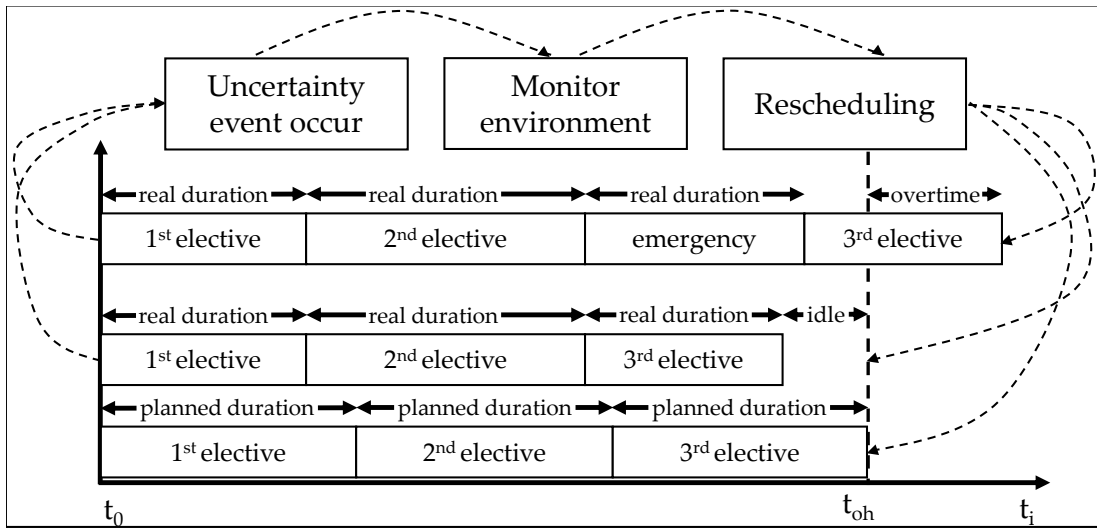 Uncertainty
event occur
Monitor
environment
Rescheduling
real duration real duration real duration overtime
1st elective 2nd elective emergency 3rd elective
real duration real duration real duration idle
1st elective 2nd elective 3rd elective
planned duration planned duration planned duration
1st elective 2nd elective 3rd elective
t0 toh ti